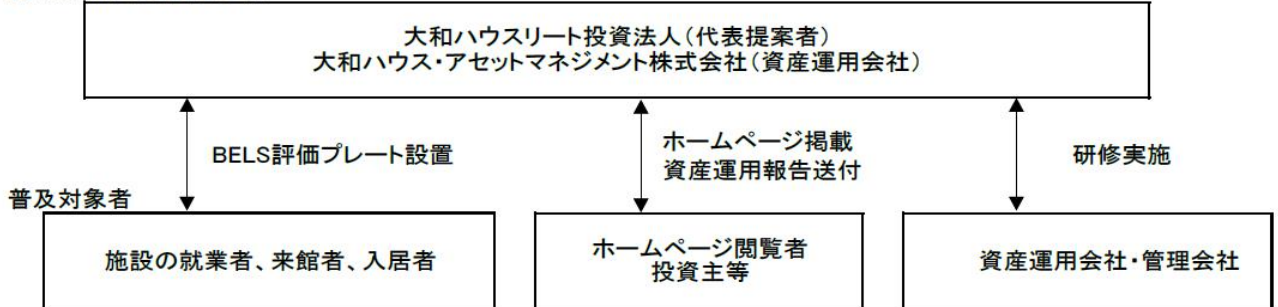 大和ハウスリート投資法人（代表提案者）
大和ハウス・アセットマネジメント株式会社（資産運用会社）
BELS評価プレート設置
ホームページ掲載
資産運用報告送付
研修実施
普及対象者
施設の就業者、来館者、入居者
ホームページ閲覧者
投資主等
資産運用会社・管理会社